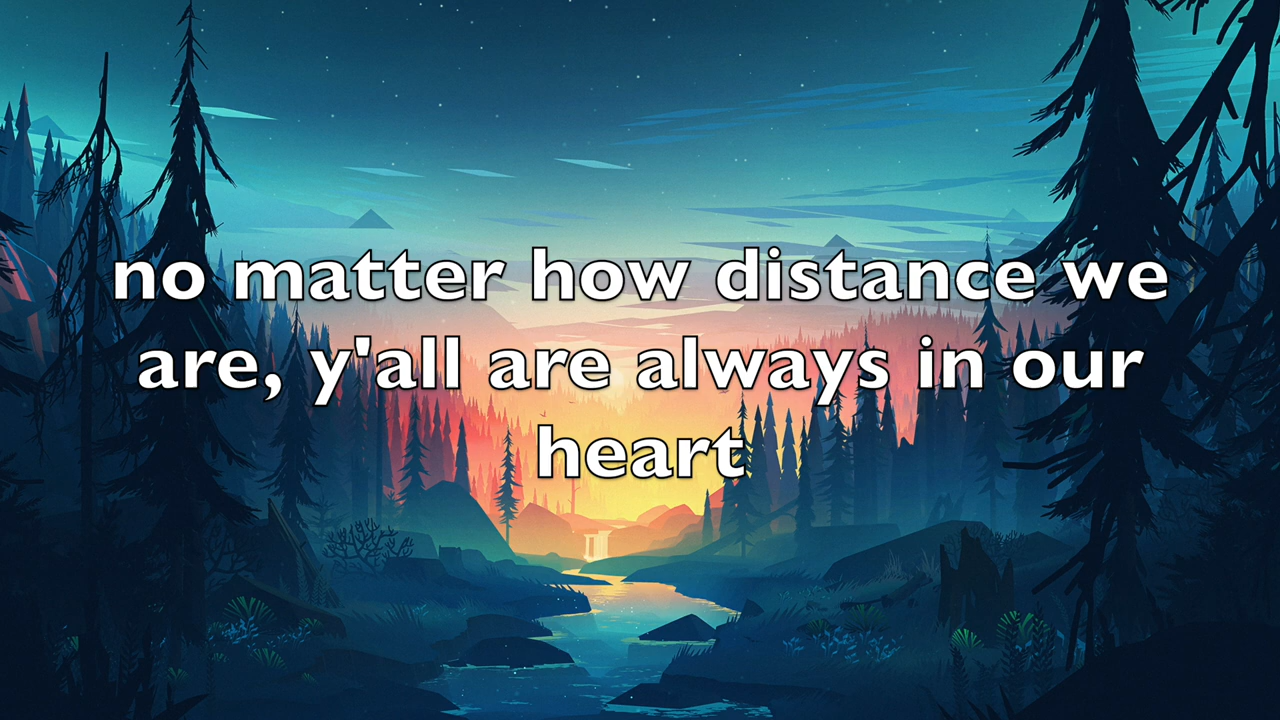 no matter how distance we
are, y'all are always in our
heart